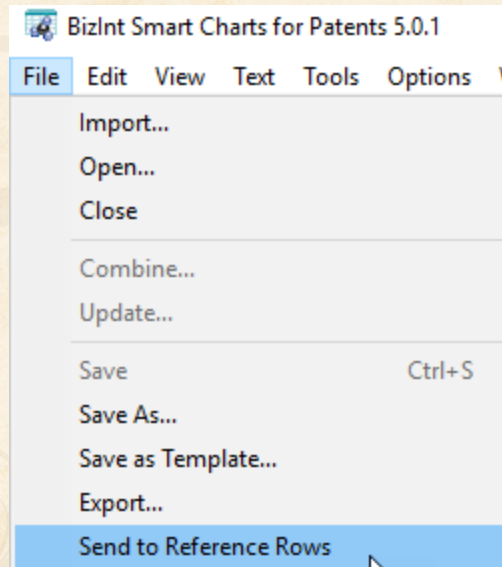 BizInt Smart Charts for Patents 5.0.1
File Edit View Text Tools Options
Import...
Open...
Close
Combine...
Update...
Save Ctrl+S
Save As...
Save as Template...
Export...
Send to Reference Rows